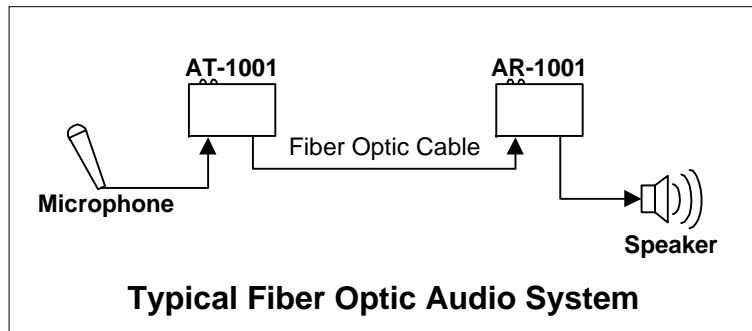 AT-1001
AR-1001
Fiber Optic Cable
Microphone
Speaker
Typical Fiber Optic Audio System